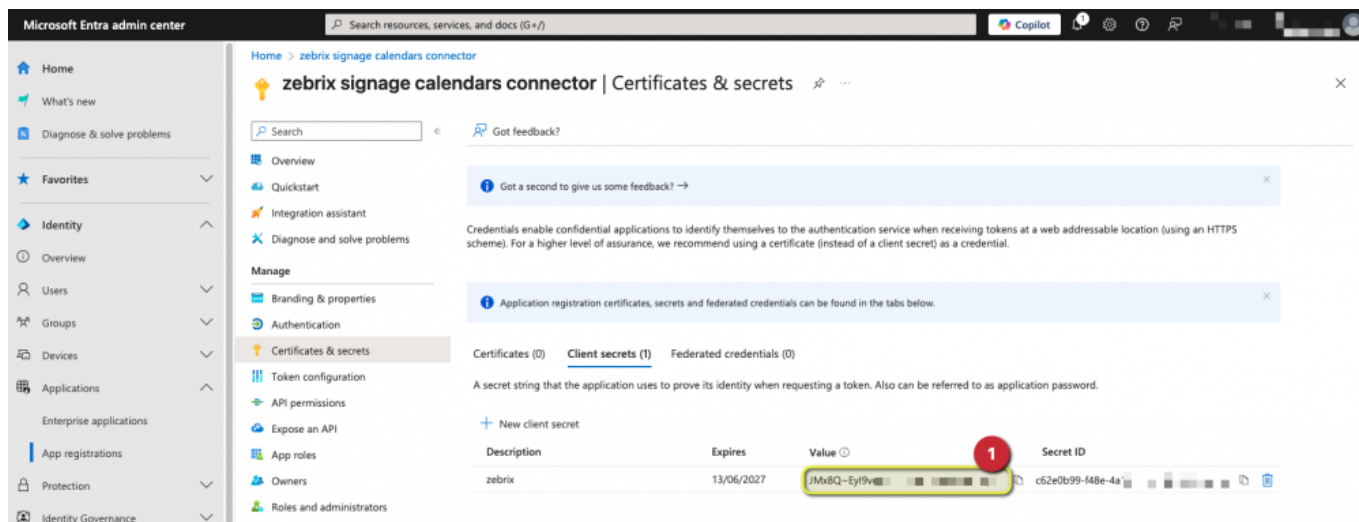 Microsoft Entra admin center
Search resources, services, and docs (G+/)
Copilot
1
Home
What's new
Diagnose & solve problems
Favorites
Identity
Overview
Users
Groups
Devices
Applications
Enterprise applications
App registrations
Protection
Identity Governance
Home > zebrix signage calendars connector
zebrix signage calendars connector | Certificates & secrets
Search
Overview
Quickstart
Integration assistant
Diagnose and solve problems
Manage
Branding & properties
Authentication
Certificates & secrets
Token configuration
API permissions
Expose an API
App roles
Owners
Roles and administrators
Got feedback?
Got a second to give us some feedback? →
Credentials enable confidential applications to identify themselves to the authentication service when receiving tokens at a web addressable location (using an HTTPS
scheme). For a higher level of assurance, we recommend using a certificate (instead of a client secret) as a credential.
Application registration certificates, secrets and federated credentials can be found in the tabs below.
Certificates (0) Client secrets (1) Federated credentials (0)
A secret string that the application uses to prove its identity when requesting a token. Also can be referred to as application password.
New client secret
Description Expires Value 1 Secret ID
zebrix 13/06/2027